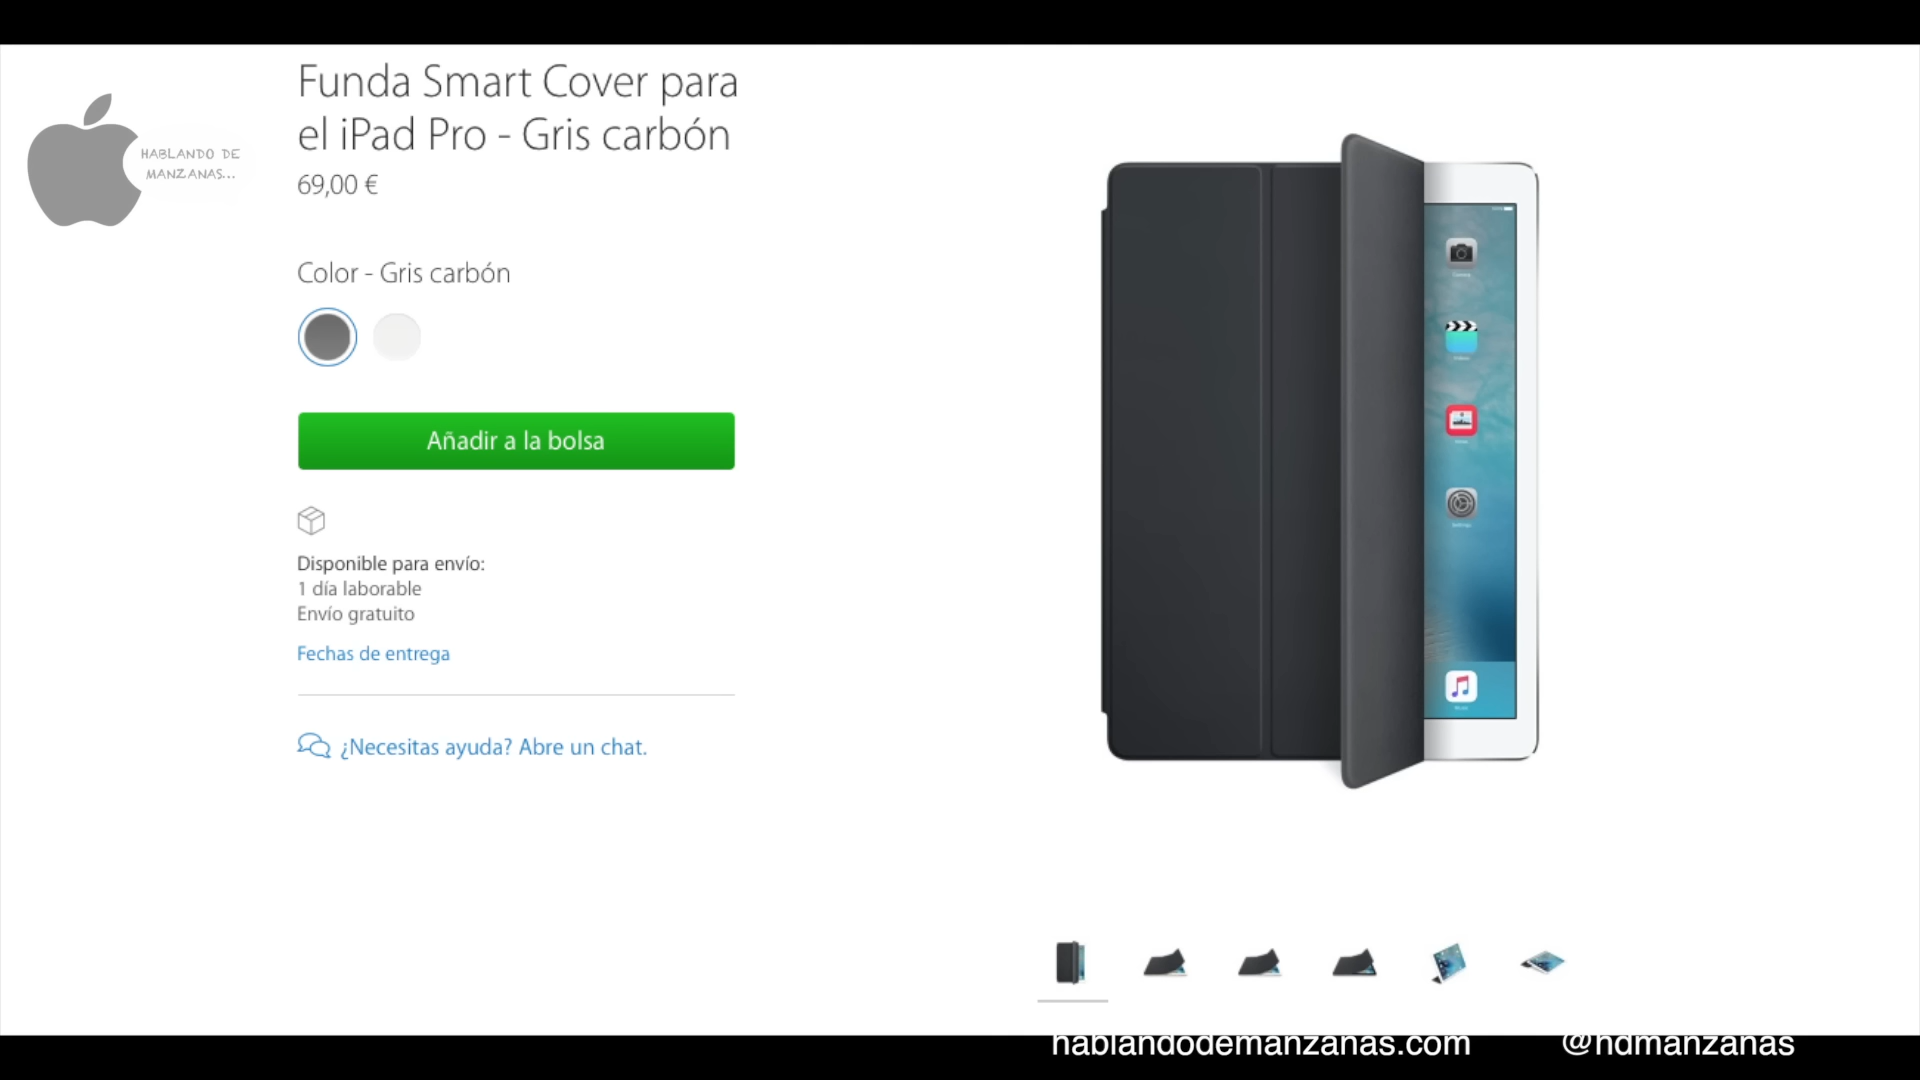 Funda Smart Cover para
el iPad Pro - Gris carbón
69,00 €
HABLANDO DE
MANZANAS...
Color - Gris carbón
Añadir a la bolsa
Disponible para envío:
1 día laborable
Envío gratuito
Fechas de entrega
¿Necesitas ayuda? Abre un chat.
hablandodemanzanas.com
@hdmanzanas